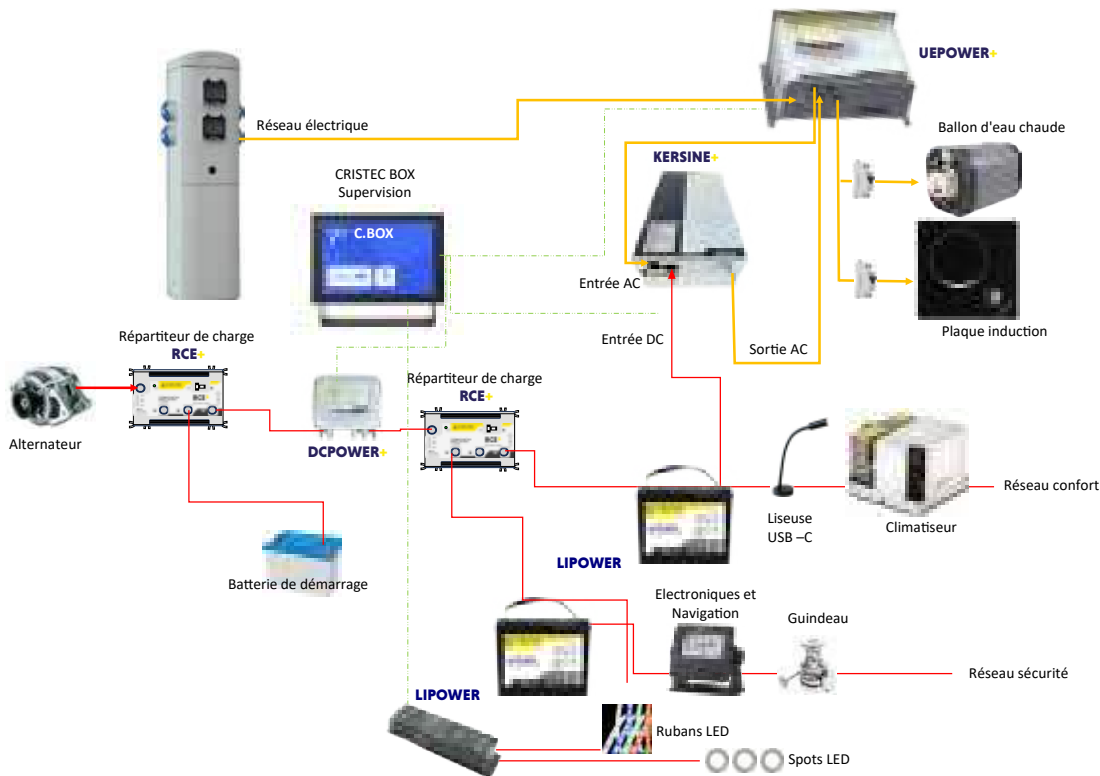 UEPOWER+
Réseau électrique
Ballon d'eau chaude
KERSINE+
CRISTEC BOX
Supervision
C.BOX
Entrée AC
Plaque induction
Répartiteur de charge
RCE+
Entrée DC
Sortie AC
Répartiteur de charge
RCE+
Alternateur
DCPOWER+
RCE
RCE
Réseau confort
Liseuse
USB –C
Climatiseur
LIPOWER
Batterie de démarrage
Electroniques et
Navigation
Guindeau
Réseau sécurité
LIPOWER
Rubans LED
Spots LED